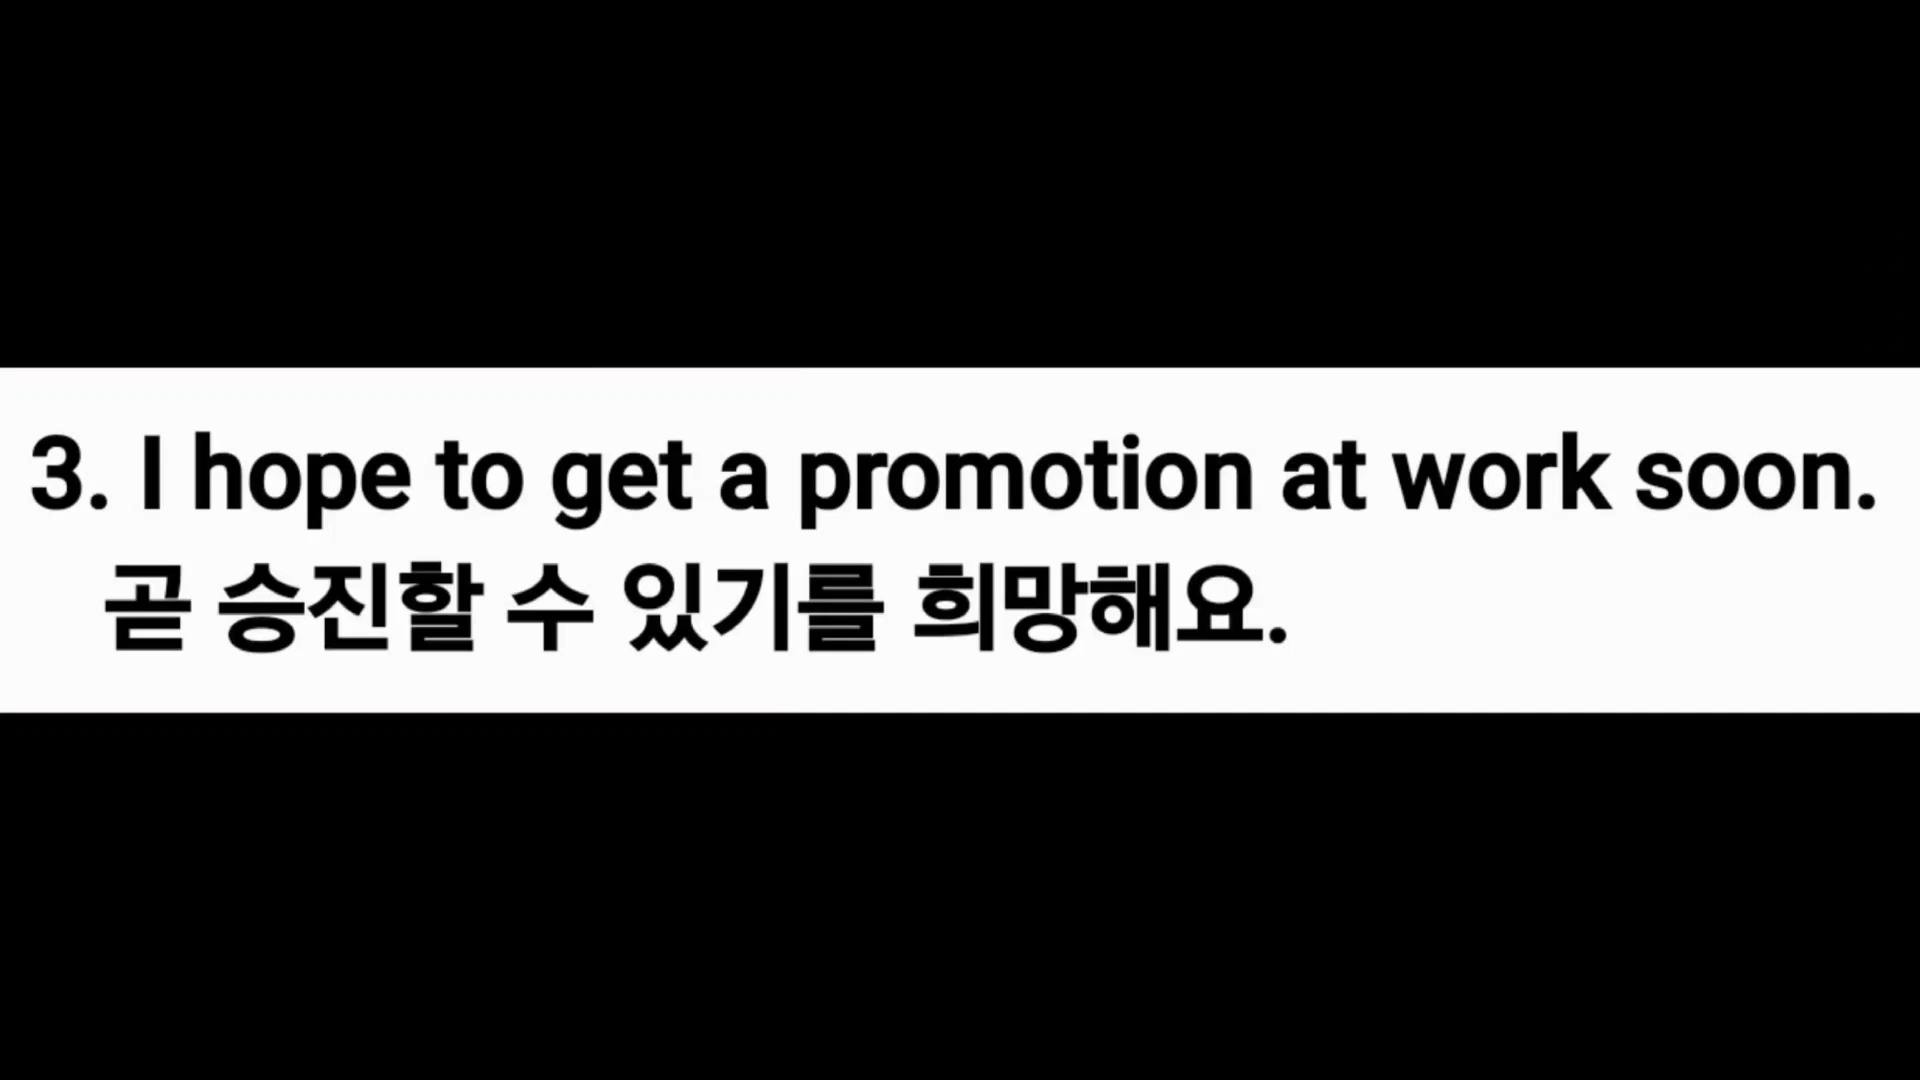 3. I hope to get a promotion at work soon.
곧 승진할 수 있기를 희망해요.